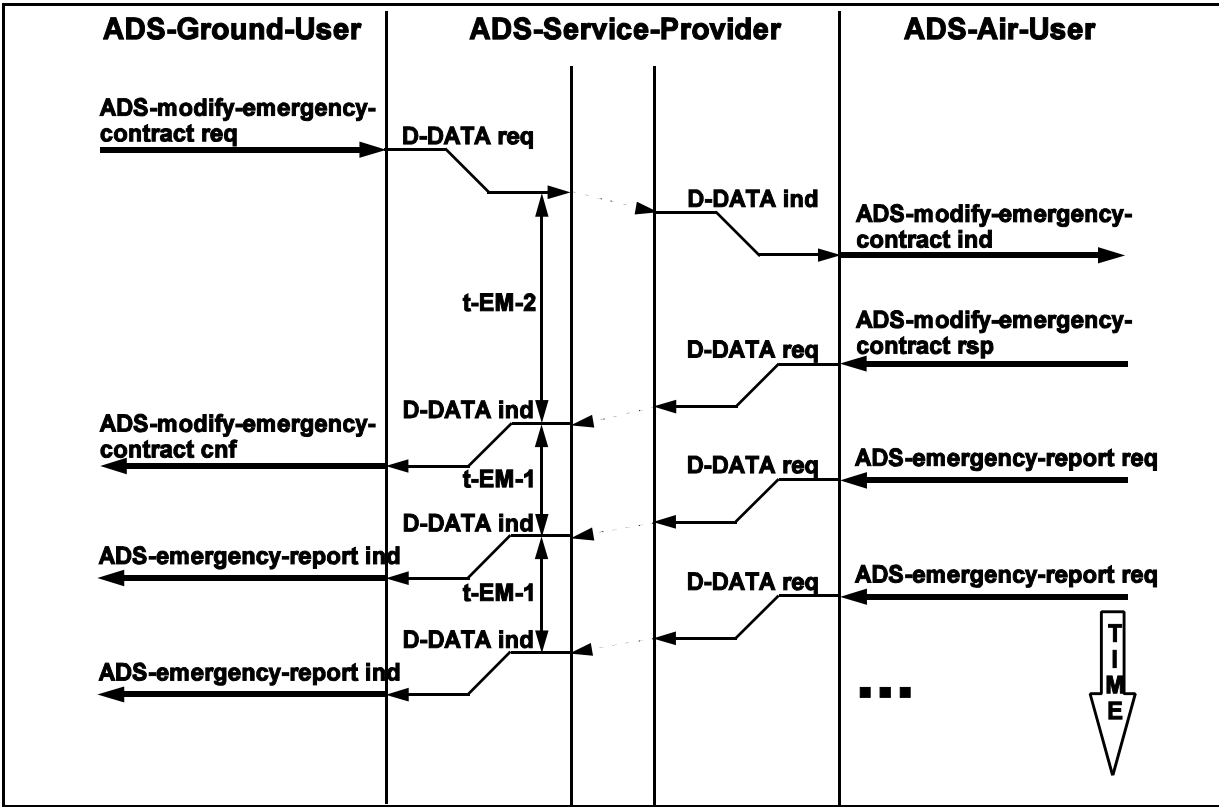 ADS-Ground-User
ADS-Service-Provider
ADS-Air-User
ADS-modify-emergency-
contract req
D-DATA req
D-DATA ind
ADS-modify-emergency-
contract ind
t-EM-2
ADS-modify-emergency-
contract rsp
D-DATA req
D-DATA ind
ADS-modify-emergency-
contract cnf
t-EM-1
D-DATA req
ADS-emergency-report req
D-DATA ind
ADS-emergency-report ind
t-EM-1
D-DATA req
ADS-emergency-report req
D-DATA ind
ADS-emergency-report ind
...
TIME